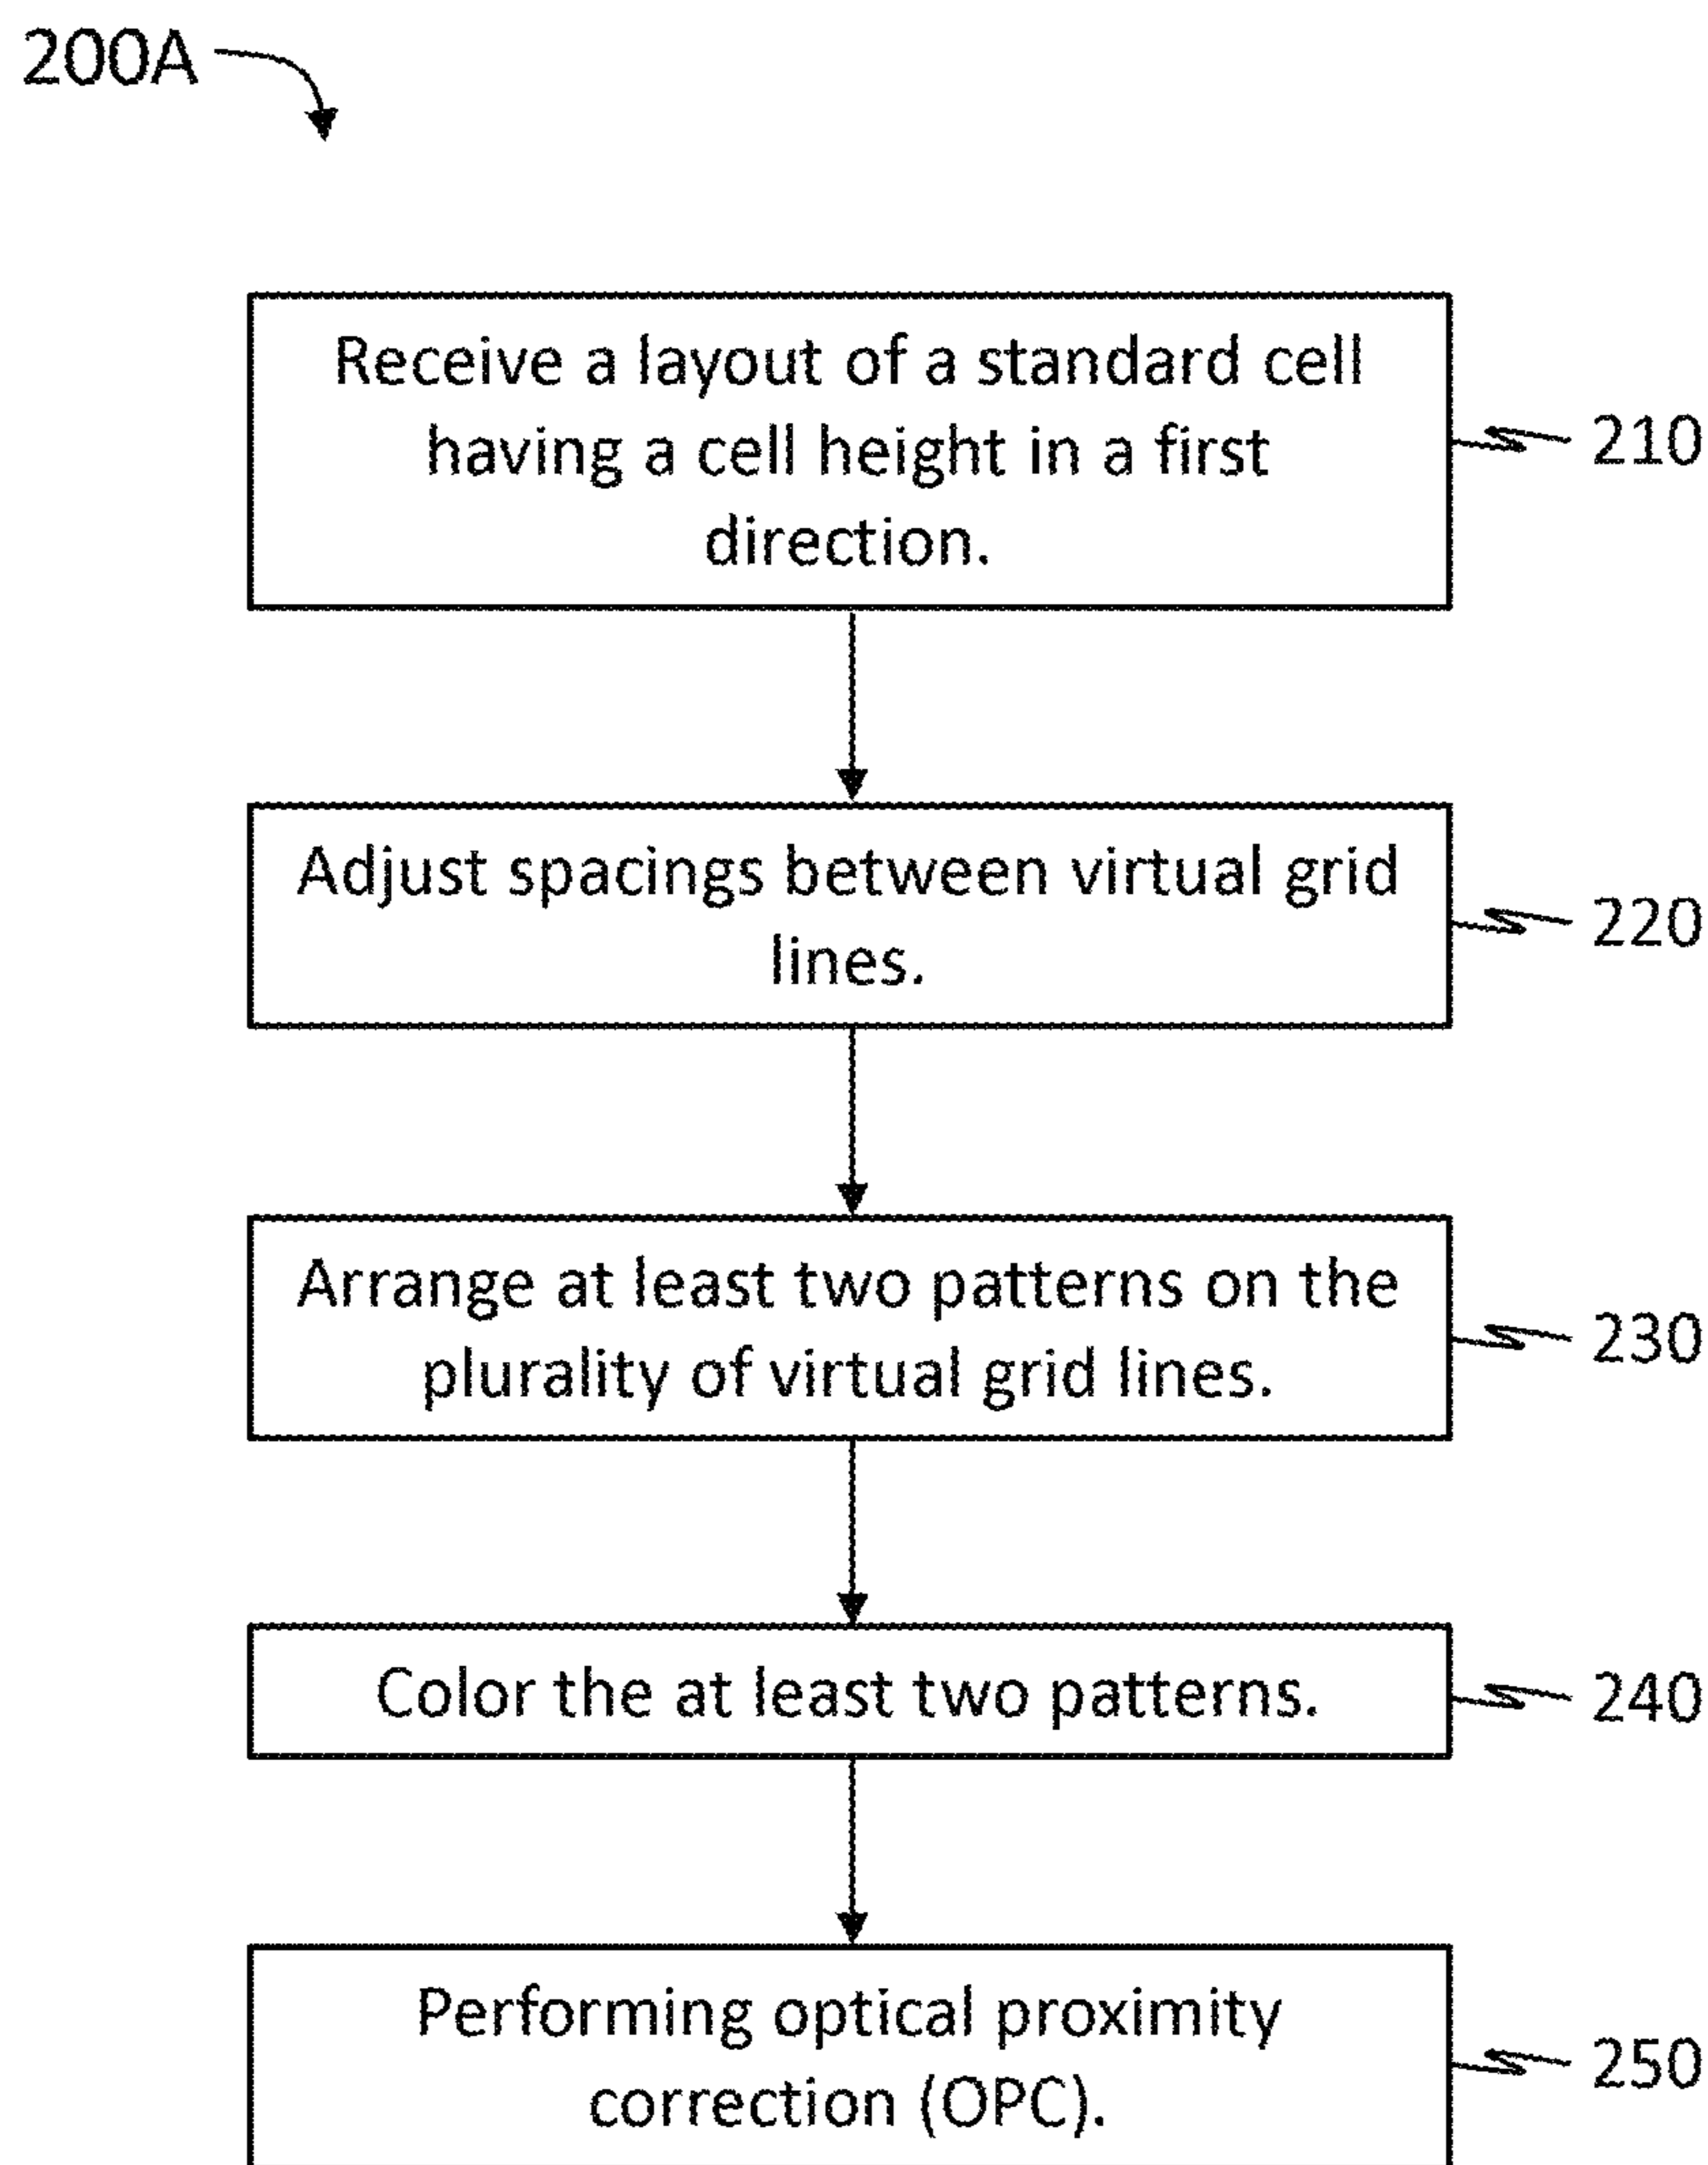 200A
Receive a layout of a standard cell
having a cell height in a first
direction.
210
Adjust spacings between virtual grid
lines.
220
Arrange at least two patterns on the
plurality of virtual grid lines.
230
Color the at least two patterns.
240
Performing optical proximity
correction (OPC).
250